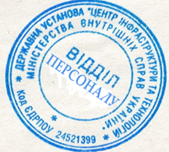 * ДЕРЖАВНА УСТАНОВА "ЦЕНТР ІНФРАСТРУКТУРИ ТА ТЕХНОЛОГІЙ
* МІНІСТЕРСТВА ВНУТРІШНІХ СПРАВ УКРАЇНИ" *
ВІДДІЛ
ПЕРСОНАЛУ
Код ЄДРПОУ 24521399